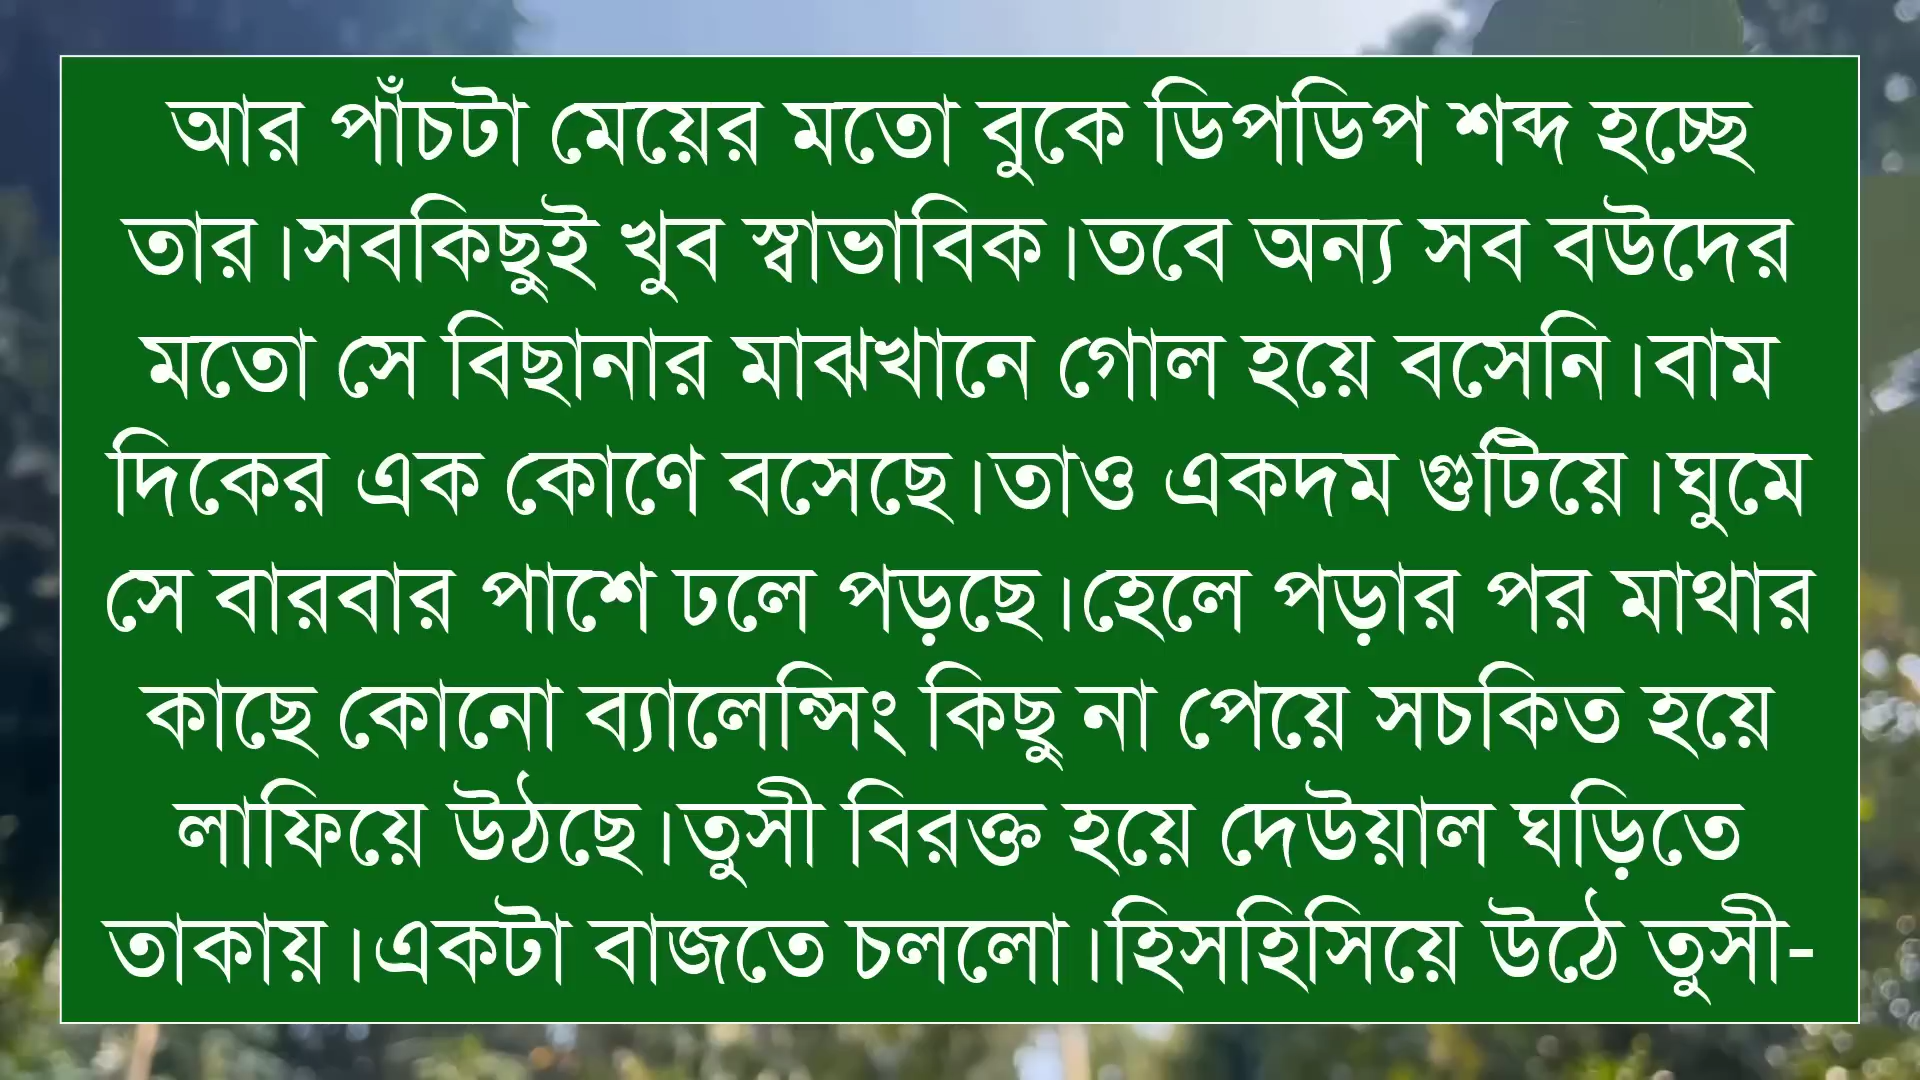 আর পাঁচটা মেয়ের মতো বুকে ডিপডিপ শব্দ হচ্ছে
তার।সবকিছুই খুব স্বাভাবিক।তবে অন্য সব বউদের
মতো সে বিছানার মাঝখানে গোল হয়ে বসেনি।বাম
দিকের এক কোণে বসেছে।তাও একদম গুটিয়ে।ঘুমে
সে বারবার পাশে ঢলে পড়ছে।হেলে পড়ার পর মাথার
কাছে কোনো ব্যালেন্সিং কিছু না পেয়ে সচকিত হয়ে
লাফিয়ে উঠছে।তুসী বিরক্ত হয়ে দেউয়াল ঘড়িতে
তাকায়।একটা বাজতে চললো।হিসহিসিয়ে উঠে তুসী-